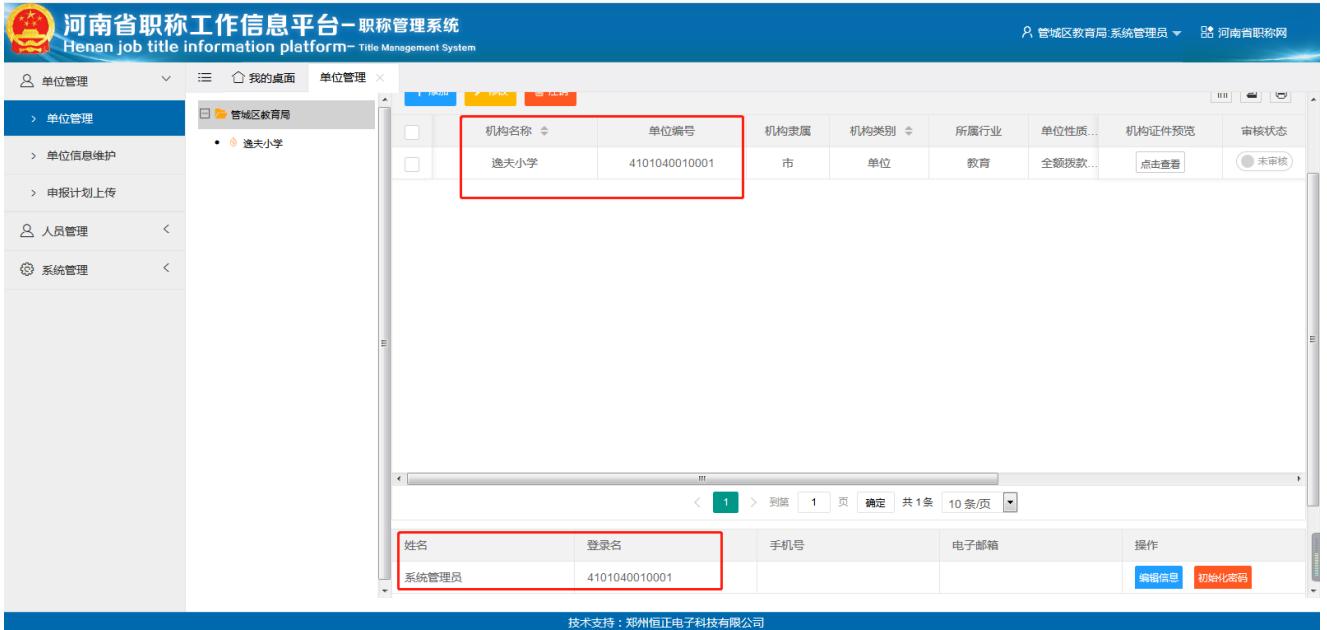 河南省职称工作信息平台-职称管理系统
Henan job title information platform- Title Management System
管城区教育局:系统管理员
河南省职称网
单位管理
我的桌面
单位管理
单位管理
单位信息维护
申报计划上传
人员管理
系统管理
管城区教育局
逸夫小学
添加 修改 注销
机构名称 单位编号 机构隶属 机构类别 所属行业 单位性质... 机构证件预览 审核状态
逸夫小学 4101040010001 市 单位 教育 全额拨款... 点击查看 未审核
1 到第 1 页 确定 共1条 10条/页
姓名 登录名 手机号 电子邮箱 操作
系统管理员 4101040010001 编辑信息 初始化密码
技术支持：郑州恒正电子科技有限公司